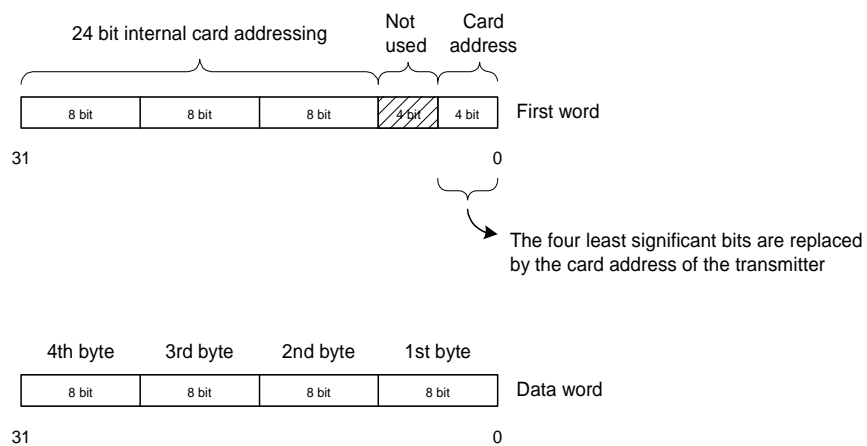 24 bit internal card addressing
Not
used
Card
address
8 bit
8 bit
8 bit
4 bit
4 bit
First word
31
0
The four least significant bits are replaced
by the card address of the transmitter
4th byte
3rd byte
2nd byte
1st byte
8 bit
8 bit
8 bit
8 bit
Data word
31
0